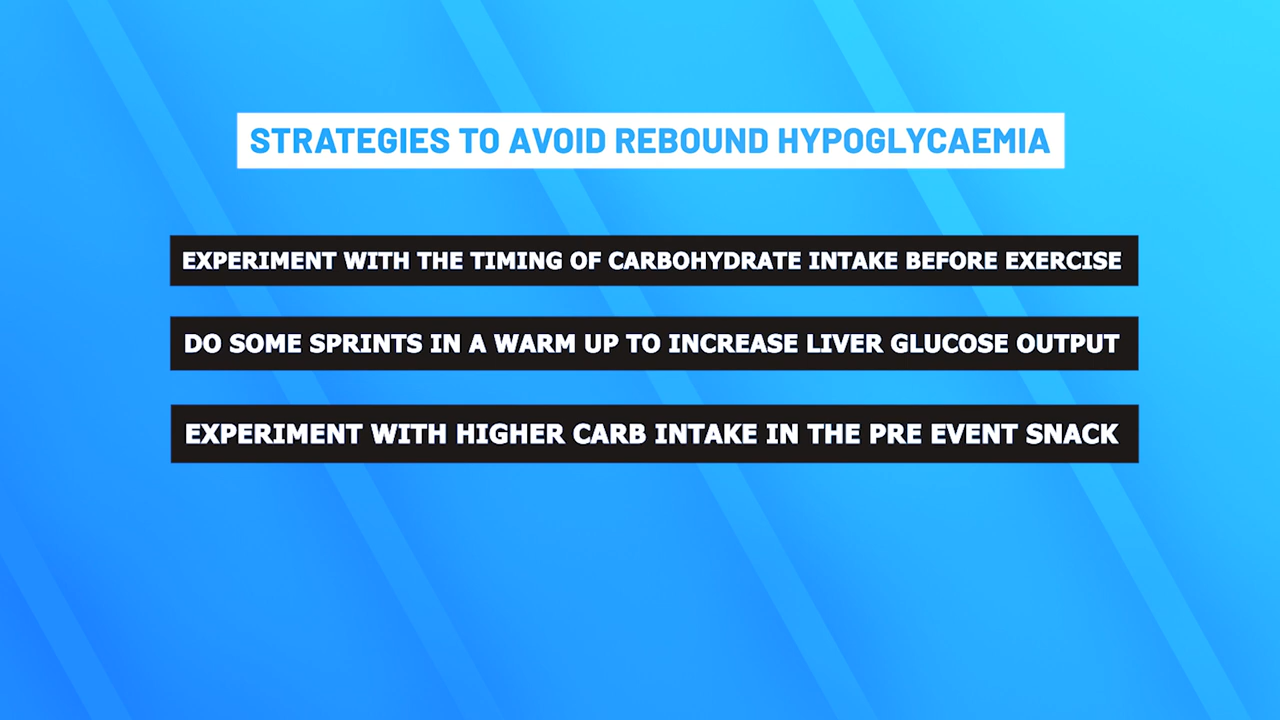 STRATEGIES TO AVOID REBOUND HYPOGLYCAEMIA
EXPERIMENT WITH THE TIMING OF CARBOHYDRATE INTAKE BEFORE EXERCISE
DO SOME SPRINTS IN A WARM UP TO INCREASE LIVER GLUCOSE OUTPUT
EXPERIMENT WITH HIGHER CARB INTAKE IN THE PRE EVENT SNACK